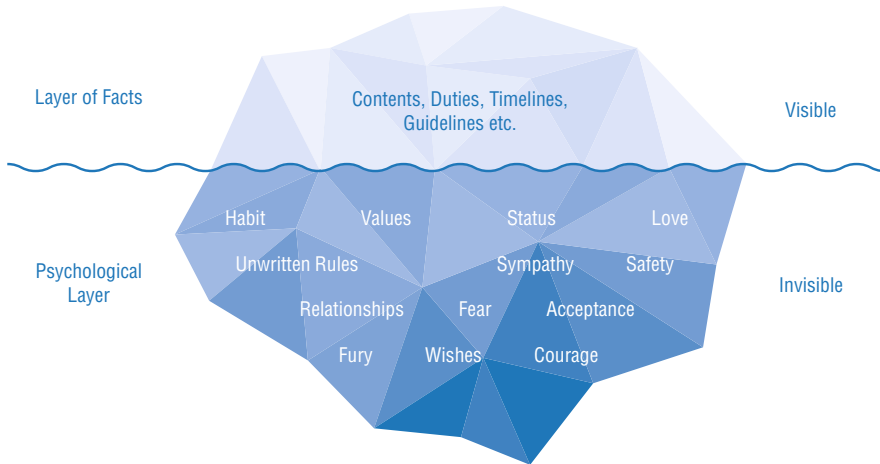 Layer of Facts
Contents, Duties, Timelines,
Guidelines etc.
Visible
Habit
Values
Status
Love
Psychological
Layer
Unwritten Rules
Sympathy
Safety
Invisible
Relationships
Fear
Acceptance
Fury
Wishes
Courage